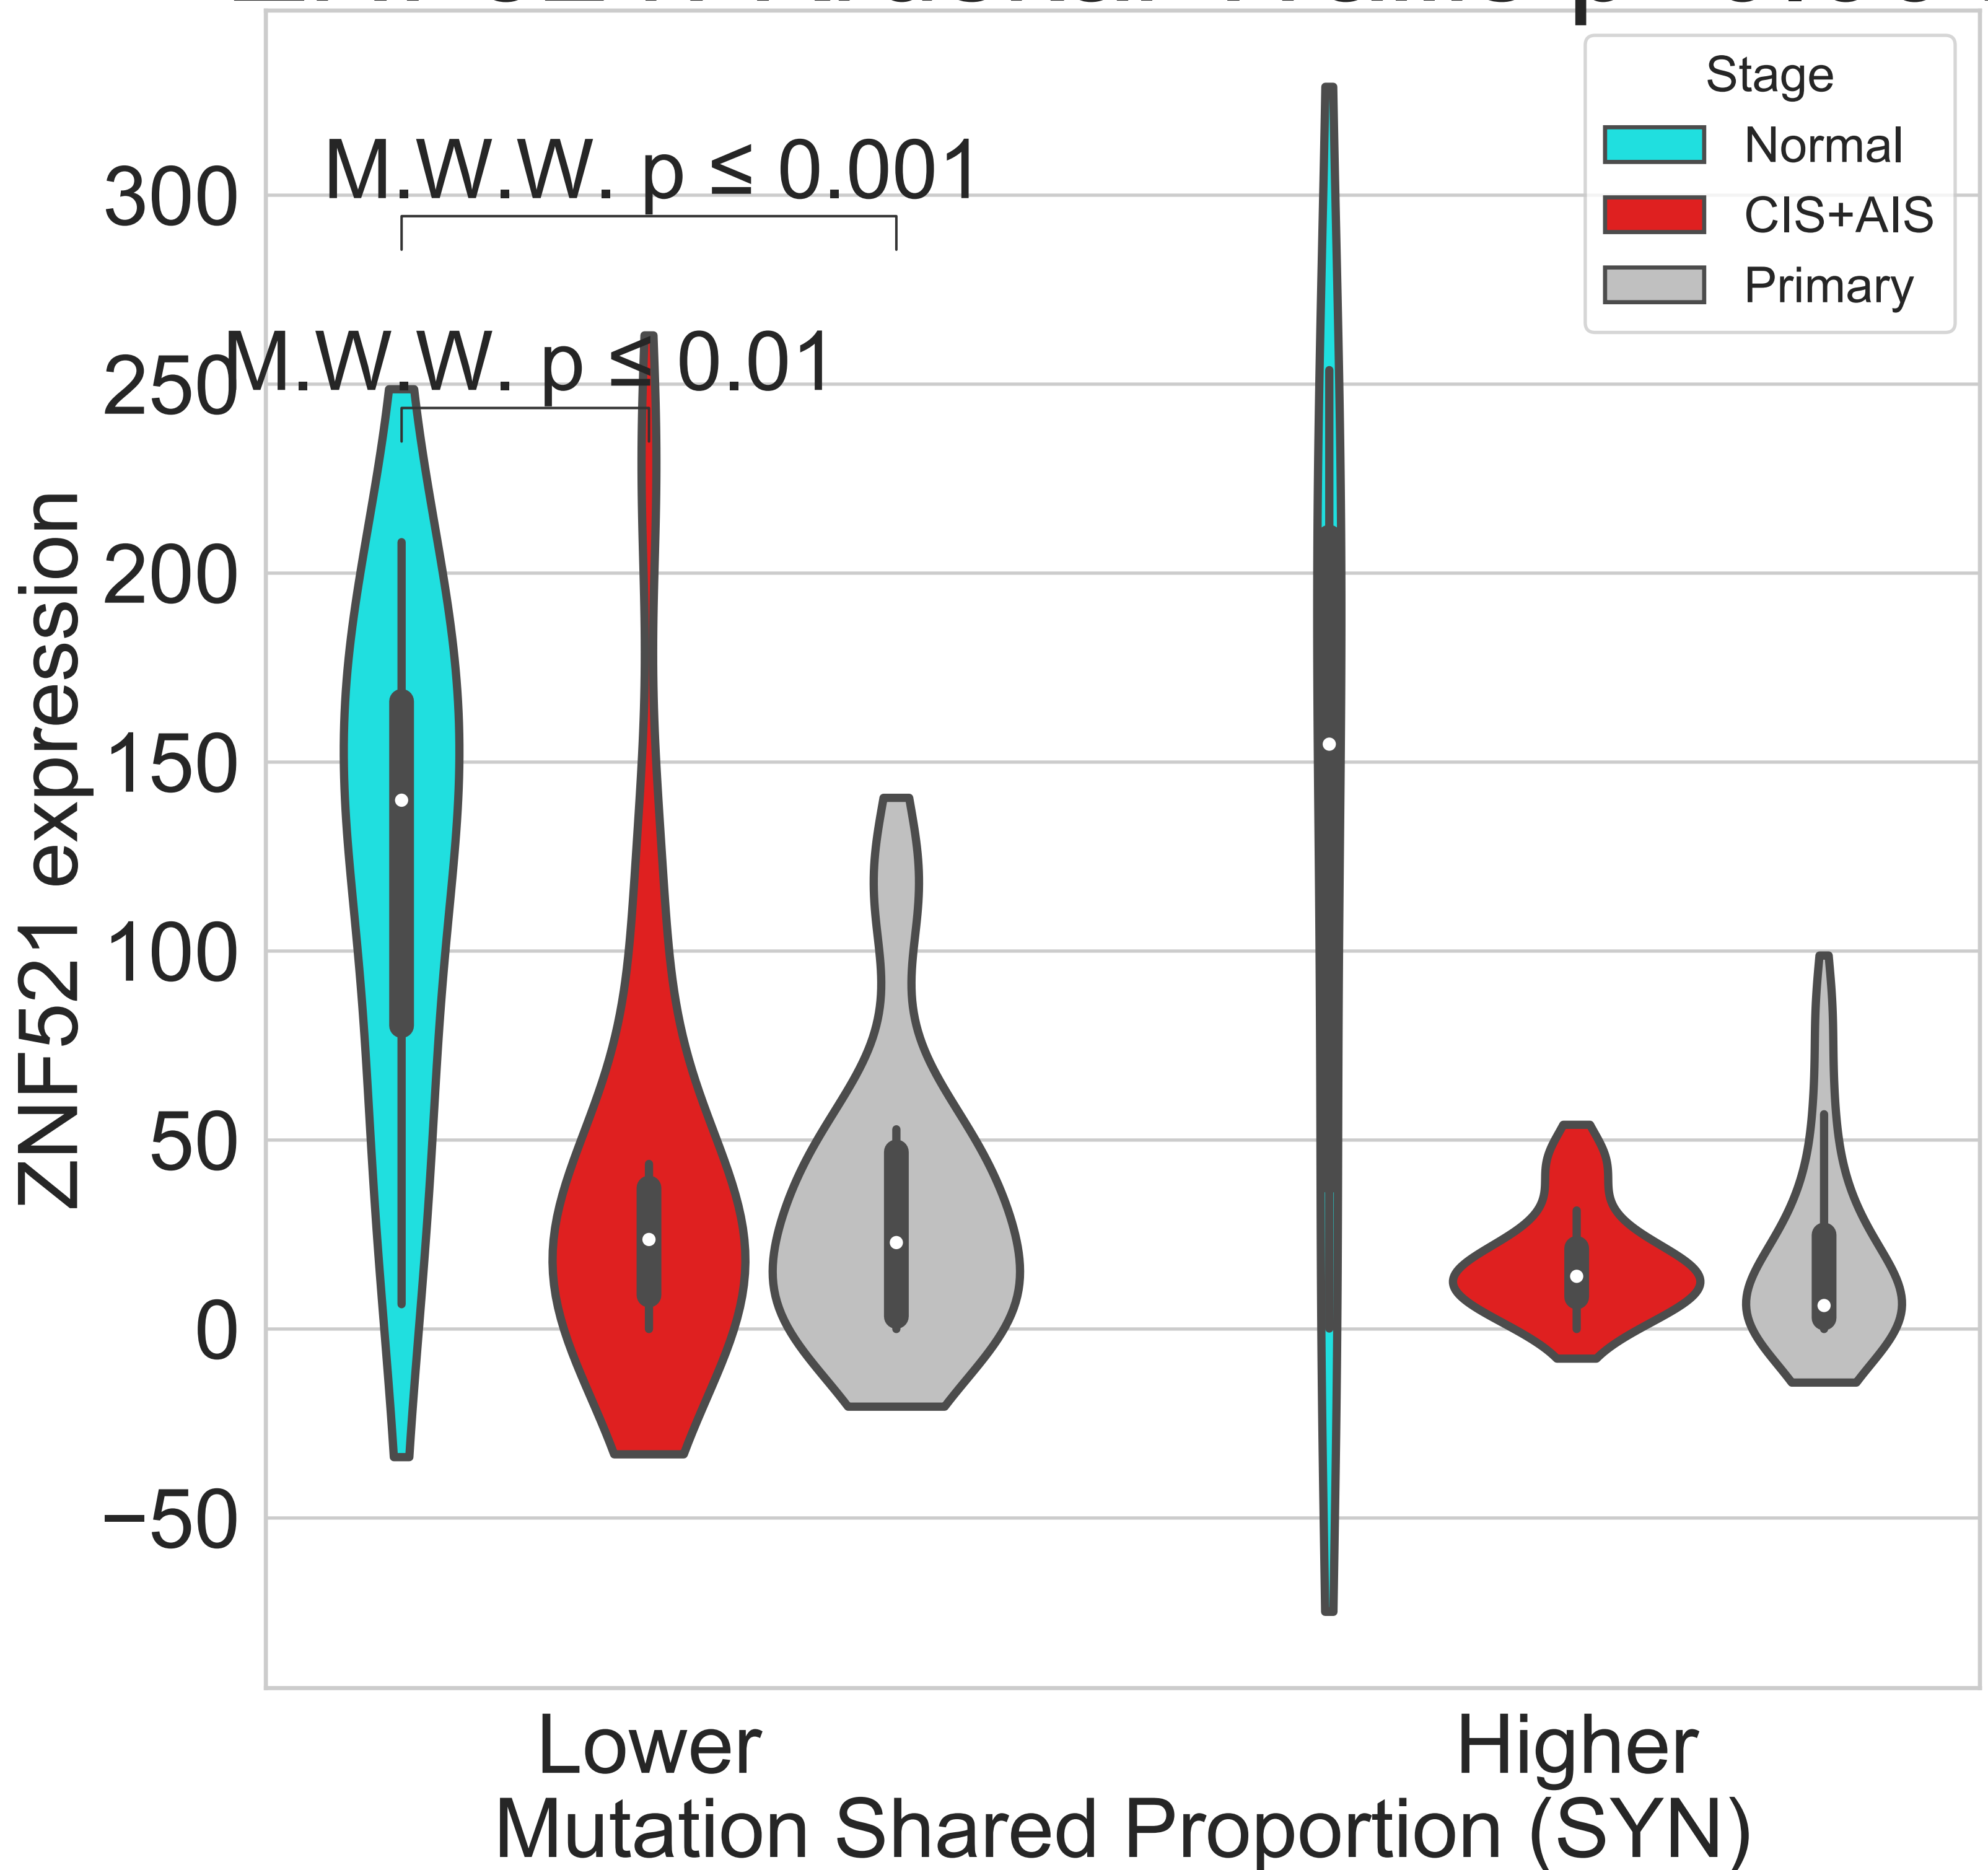 Stage
Normal
CIS+AIS
Primary
M.W.W. p ≤ 0.001
M.W.W. p ≤ 0.01
300
250
200
150
100
50
0
−50
ZNF521 expression
Lower
Higher
Mutation Shared Proportion (SYN)